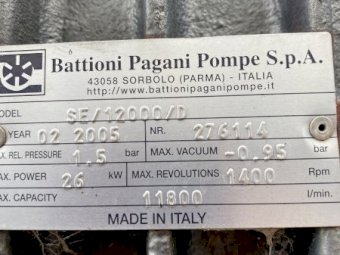 Battioni Pagani Pompe S.p.A.
43058 SORBOLO (PARMA) - ITALIA
http://www.battionipaganipompe.it
MODEL SE/12000/D
YEAR 02 2005 NR. 276114
MAX. REL. PRESSURE 1,5 bar MAX. VACUUM -0,95 bar
MAX. POWER 26 kW MAX. REVOLUTIONS 1400 Rpm
MAX. CAPACITY 11800 l/min.
MADE IN ITALY